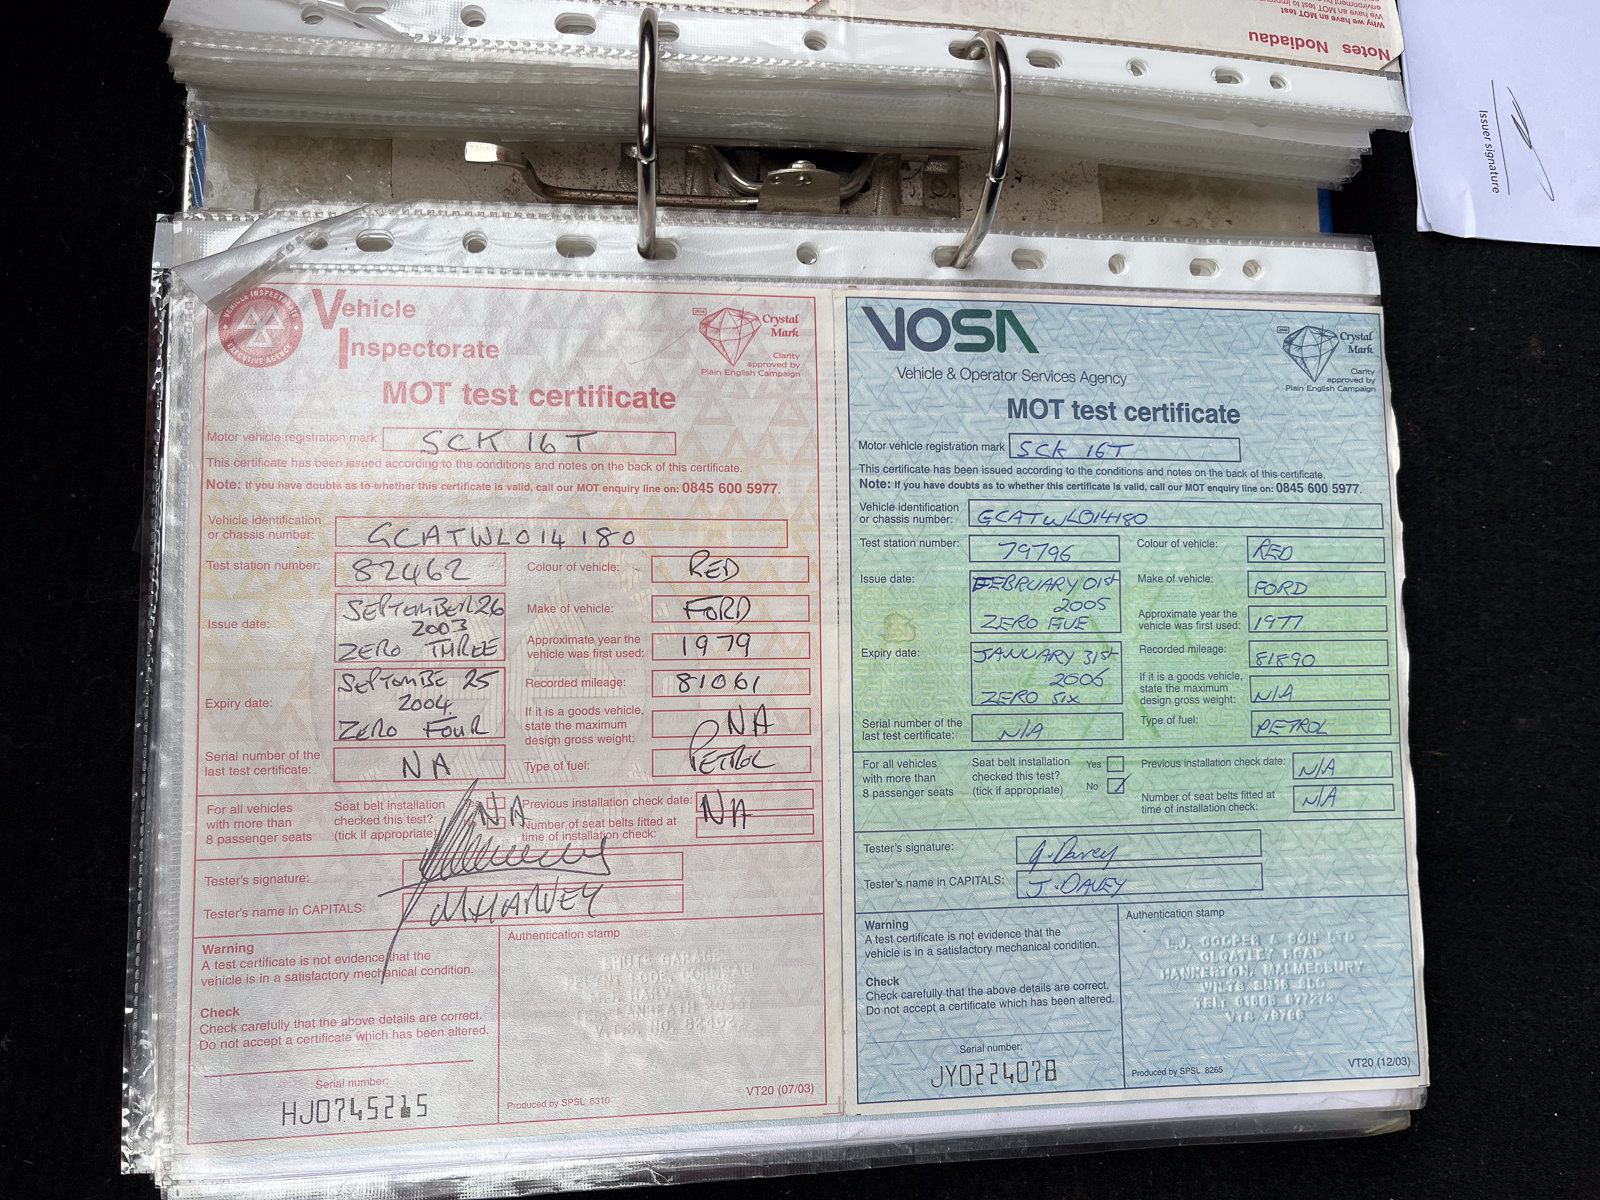 Notes Nodiadau
Why we have an MOT test
Issuer signature
VEHICLE INSPECTORATE
EXECUTIVE AGENCY
Vehicle
Inspectorate
Crystal
Mark
Clarity
approved by
Plain English Campaign
MOT test certificate
Motor vehicle registration mark SCK 16T
This certificate has been issued according to the conditions and notes on the back of this certificate.
Note: If you have doubts as to whether this certificate is valid, call our MOT enquiry line on: 0845 600 5977.
Vehicle identification
or chassis number: GCATWL014180
Test station number: 82462
Colour of vehicle: RED
Issue date: SEPTEMBER 26
2003
ZERO THREE
Make of vehicle: FORD
Approximate year the
vehicle was first used: 1979
Expiry date: SEPTEMBE 25
2004
ZERO FOUR
Recorded mileage: 81061
If it is a goods vehicle,
state the maximum
design gross weight: NA
Serial number of the
last test certificate: NA
Type of fuel: PETROL
For all vehicles
with more than
8 passenger seats
Seat belt installation
checked this test?
(tick if appropriate)
NA
Previous installation check date: NA
Number of seat belts fitted at
time of installation check:
Tester's signature:
Tester's name in CAPITALS: M HARVEY
Warning
A test certificate is not evidence that the
vehicle is in a satisfactory mechanical condition.
Check
Check carefully that the above details are correct.
Do not accept a certificate which has been altered.
Authentication stamp
V.T.S. NO. 82462
Serial number:
HJ0745215
Produced by SPSL 6310
VT20 (07/03)
VOSA
Vehicle & Operator Services Agency
Crystal
Mark
Clarity
approved by
Plain English Campaign
MOT test certificate
Motor vehicle registration mark SCK 16T
This certificate has been issued according to the conditions and notes on the back of this certificate.
Note: If you have doubts as to whether this certificate is valid, call our MOT enquiry line on: 0845 600 5977.
Vehicle identification
or chassis number: GCATWL014180
Test station number: 79796
Colour of vehicle: RED
Issue date: FEBRUARY 01st
2005
ZERO FIVE
Make of vehicle: FORD
Approximate year the
vehicle was first used: 1977
Expiry date: JANUARY 31st
2006
ZERO SIX
Recorded mileage: 81890
If it is a goods vehicle,
state the maximum
design gross weight: N/A
Serial number of the
last test certificate: N/A
Type of fuel: PETROL
For all vehicles
with more than
8 passenger seats
Seat belt installation
checked this test?
(tick if appropriate)
Yes
No
Previous installation check date: N/A
Number of seat belts fitted at
time of installation check: N/A
Tester's signature: J. Davey
Tester's name in CAPITALS: J. DAVEY
Warning
A test certificate is not evidence that the
vehicle is in a satisfactory mechanical condition.
Check
Check carefully that the above details are correct.
Do not accept a certificate which has been altered.
Authentication stamp
L.J. COOPER & SON LTD
CLOATLEY ROAD
HANKERTON, MALMESBURY
Serial number:
JY0224078
Produced by SPSL 8265
VT20 (12/03)